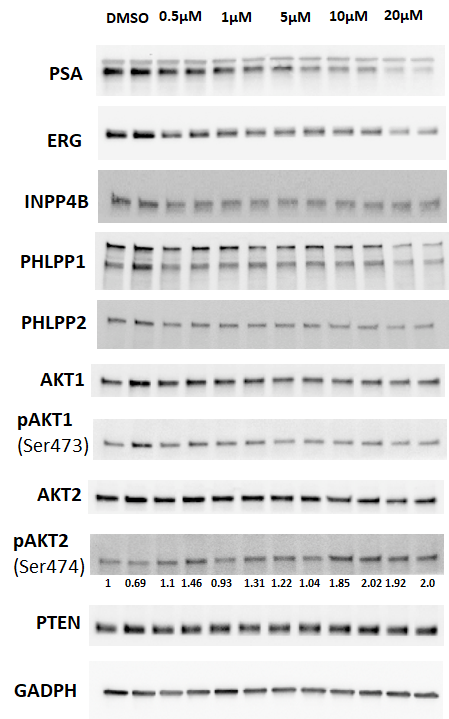 DMSO 0.5µM 1µM 5µM 10µM 20µM
PSA
ERG
INPP4B
PHLPP1
PHLPP2
AKT1
pAKT1
(Ser473)
AKT2
pAKT2
(Ser474)
1 0.69 1.1 1.46 0.93 1.31 1.22 1.04 1.85 2.02 1.92 2.0
PTEN
GADPH